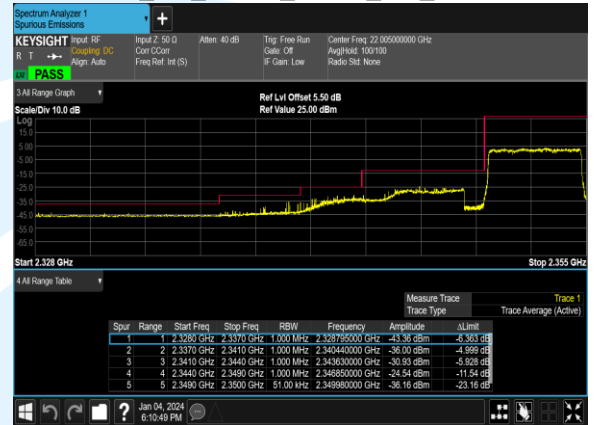 Spectrum Analyzer 1
Spurious Emissions
+
KEYSIGHT Input: RF Input Z: 50 Ω Atten: 40 dB Trig: Free Run Center Freq: 22.005000000 GHz
R T Coupling: DC Corr CCorr Gate: Off Avg|Hold: 100/100
Align: Auto Freq Ref: Int (S) IF Gain: Low Radio Std: None
PASS
3 All Range Graph
Ref Lvl Offset 5.50 dB
Scale/Div 10.0 dB Ref Value 25.00 dBm
Log
15.0
5.00
-5.00
-15.0
-25.0
-35.0
-45.0
-55.0
-65.0
Start 2.328 GHz Stop 2.355 GHz
4 All Range Table
Measure Trace Trace 1
Trace Type Trace Average (Active)
Spur Range Start Freq Stop Freq RBW Frequency Amplitude ΔLimit
1 1 2.3280 GHz 2.3370 GHz 1.000 MHz 2.328795000 GHz -43.36 dBm -6.363 dB
2 2 2.3370 GHz 2.3410 GHz 1.000 MHz 2.340440000 GHz -36.00 dBm -4.999 dB
3 3 2.3410 GHz 2.3440 GHz 1.000 MHz 2.343630000 GHz -30.93 dBm -5.928 dB
4 4 2.3440 GHz 2.3490 GHz 1.000 MHz 2.346850000 GHz -24.54 dBm -11.54 dB
5 5 2.3490 GHz 2.3500 GHz 51.00 kHz 2.349980000 GHz -36.16 dBm -23.16 dB
?
Jan 04, 2024
6:10:49 PM